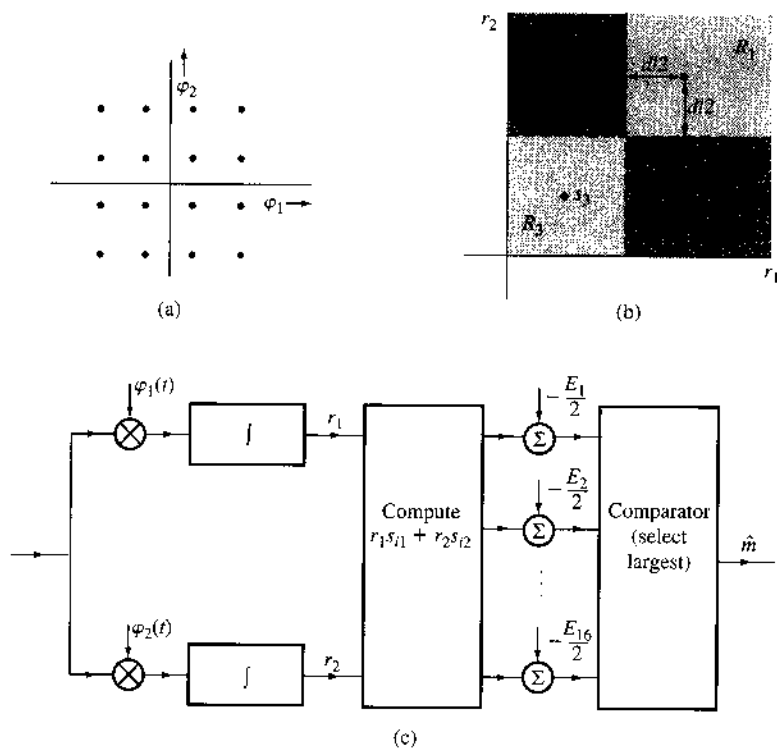 φ₂
φ₁
(a)
r₂
R₁
d/2
d/2
s₃
R₃
r₁
(b)
φ₁(t)
∫
r₁
φ₂(t)
∫
r₂
Compute
r₁sᵢ₁ + r₂sᵢ₂
− E₁/2
Σ
− E₂/2
Σ
⋮
− E₁₆/2
Σ
Comparator
(select
largest)
m̂
(c)